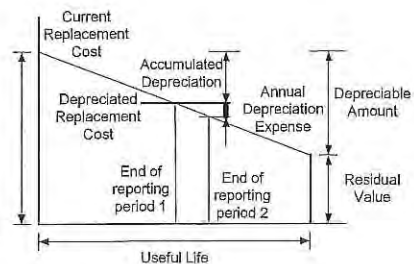 Current
Replacement
Cost
Accumulated
Depreciation
Depreciated
Replacement
Cost
Annual
Depreciation
Expense
Depreciable
Amount
End of
reporting
period 1
End of
reporting
period 2
Residual
Value
Useful Life